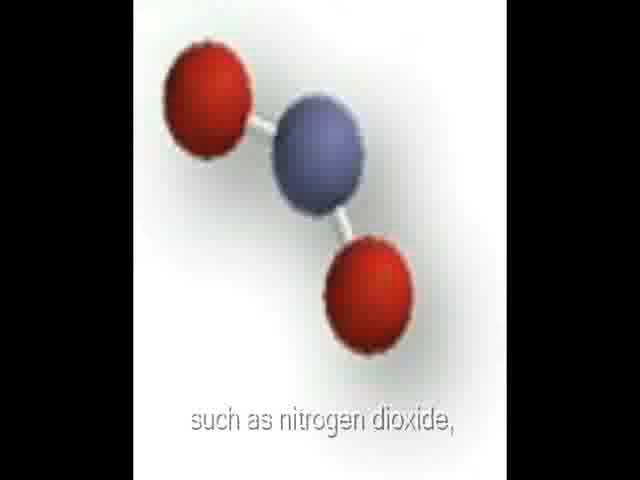 such as nitrogen dioxide,